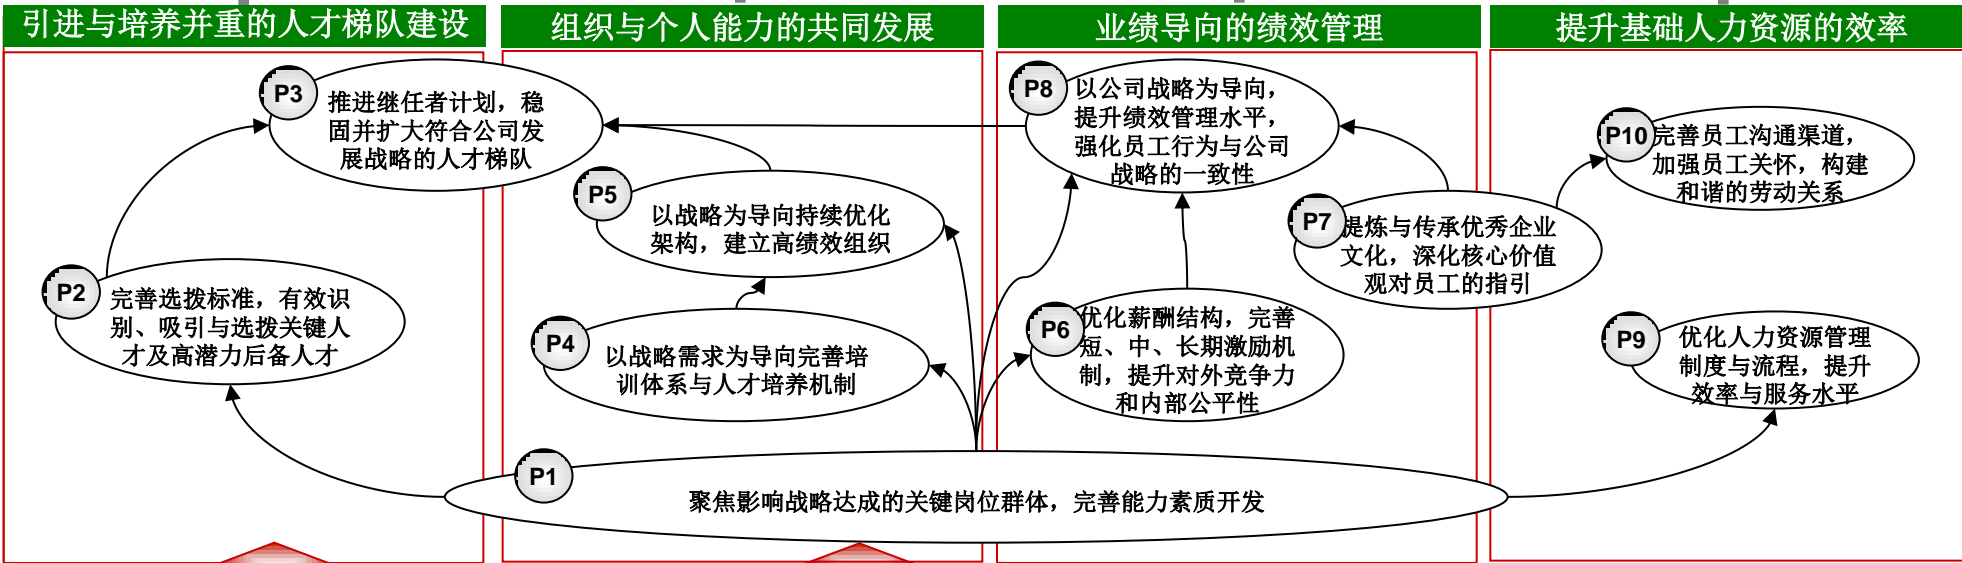 引进与培养并重的人才梯队建设
组织与个人能力的共同发展
业绩导向的绩效管理
提升基础人力资源的效率
P3
推进继任者计划，稳
固并扩大符合公司发
展战略的人才梯队
P8
以公司战略为导向，
提升绩效管理水平，
强化员工行为与公司
战略的一致性
P10
完善员工沟通渠道，
加强员工关怀，构建
和谐的劳动关系
P5
以战略为导向持续优化
架构，建立高绩效组织
P7
提炼与传承优秀企业
文化，深化核心价值
观对员工的指引
P2
完善选拨标准，有效识
别、吸引与选拨关键人
才及高潜力后备人才
P4
以战略需求为导向完善培
训体系与人才培养机制
P6
优化薪酬结构，完善
短、中、长期激励机
制，提升对外竞争力
和内部公平性
P9
优化人力资源管理
制度与流程，提升
效率与服务水平
P1
聚焦影响战略达成的关键岗位群体，完善能力素质开发